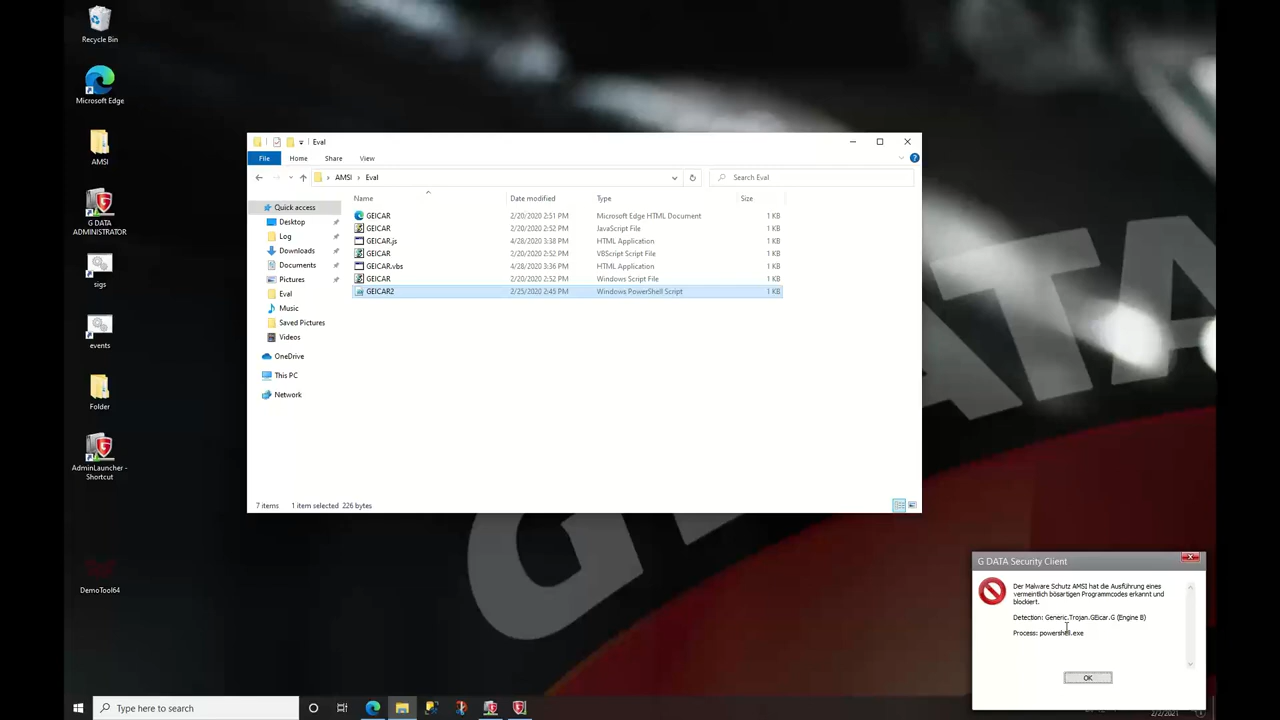 Recycle Bin
Microsoft Edge
AMSI
G DATA
ADMINISTRATOR
sigs
events
Folder
AdminLauncher -
Shortcut
DemoTool64
Eval
File Home Share View
AMSI Eval
Search Eval
Name Date modified Type Size
Quick access
Desktop
Log
Downloads
Documents
Pictures
Eval
Music
Saved Pictures
Videos
OneDrive
This PC
Network
GEICAR 2/20/2020 2:51 PM Microsoft Edge HTML Document 1 KB
GEICAR 2/20/2020 2:52 PM JavaScript File 1 KB
GEICAR.js 4/28/2020 3:38 PM HTML Application 1 KB
GEICAR 2/20/2020 2:52 PM VBScript Script File 1 KB
GEICAR.vbs 4/28/2020 3:36 PM HTML Application 1 KB
GEICAR 2/20/2020 2:52 PM Windows Script File 1 KB
GEICAR2 2/25/2020 2:45 PM Windows PowerShell Script 1 KB
7 items 1 item selected 226 bytes
G DATA
G DATA Security Client
Der Malware Schutz AMSI hat die Ausführung eines
vermeintlich bösartigen Programmcodes erkannt und
blockiert.
Detection: Generic.Trojan.GEicar.G (Engine B)
Process: powershell.exe
OK
Type here to search
2/2/2021